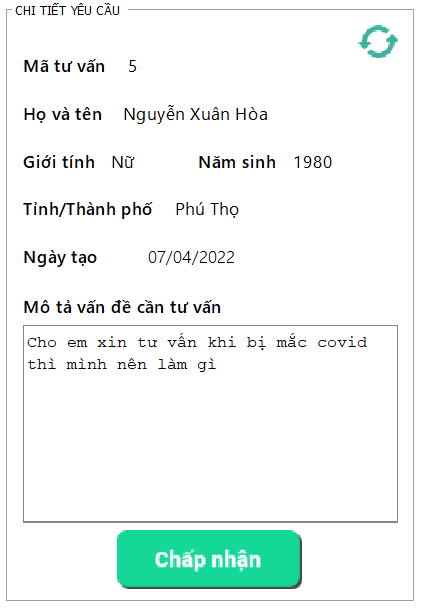 CHI TIẾT YÊU CẦU
Mã tư vấn 5
Họ và tên Nguyễn Xuân Hòa
Giới tính Nữ Năm sinh 1980
Tỉnh/Thành phố Phú Thọ
Ngày tạo 07/04/2022
Mô tả vấn đề cần tư vấn
Cho em xin tư vấn khi bị mắc covid
thì mình nên làm gì
Chấp nhận